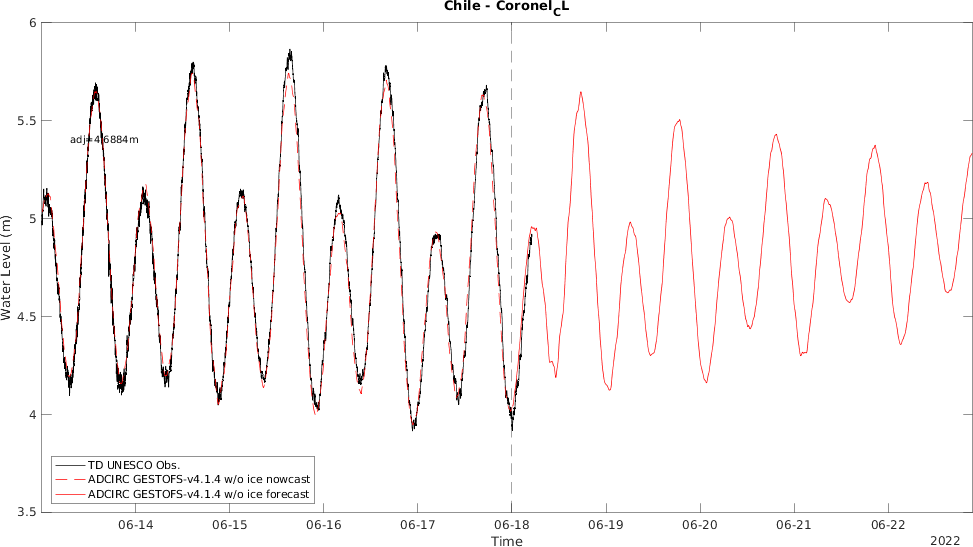 Chile - Coronel_CL
6
5.5
5
4.5
4
3.5
Water Level (m)
adj=4.6884m
TD UNESCO Obs.
ADCIRC GESTOFS-v4.1.4 w/o ice nowcast
ADCIRC GESTOFS-v4.1.4 w/o ice forecast
06-14
06-15
06-16
06-17
06-18
06-19
06-20
06-21
06-22
Time
2022